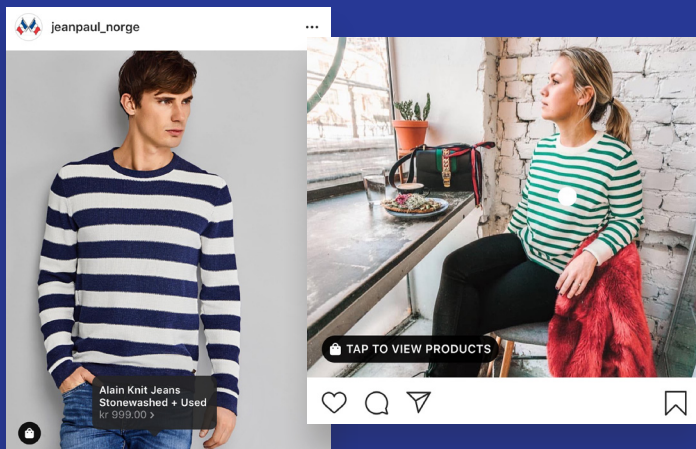 jeanpaul_norge
Alain Knit Jeans
Stonewashed + Used
kr 999.00 >
TAP TO VIEW PRODUCTS